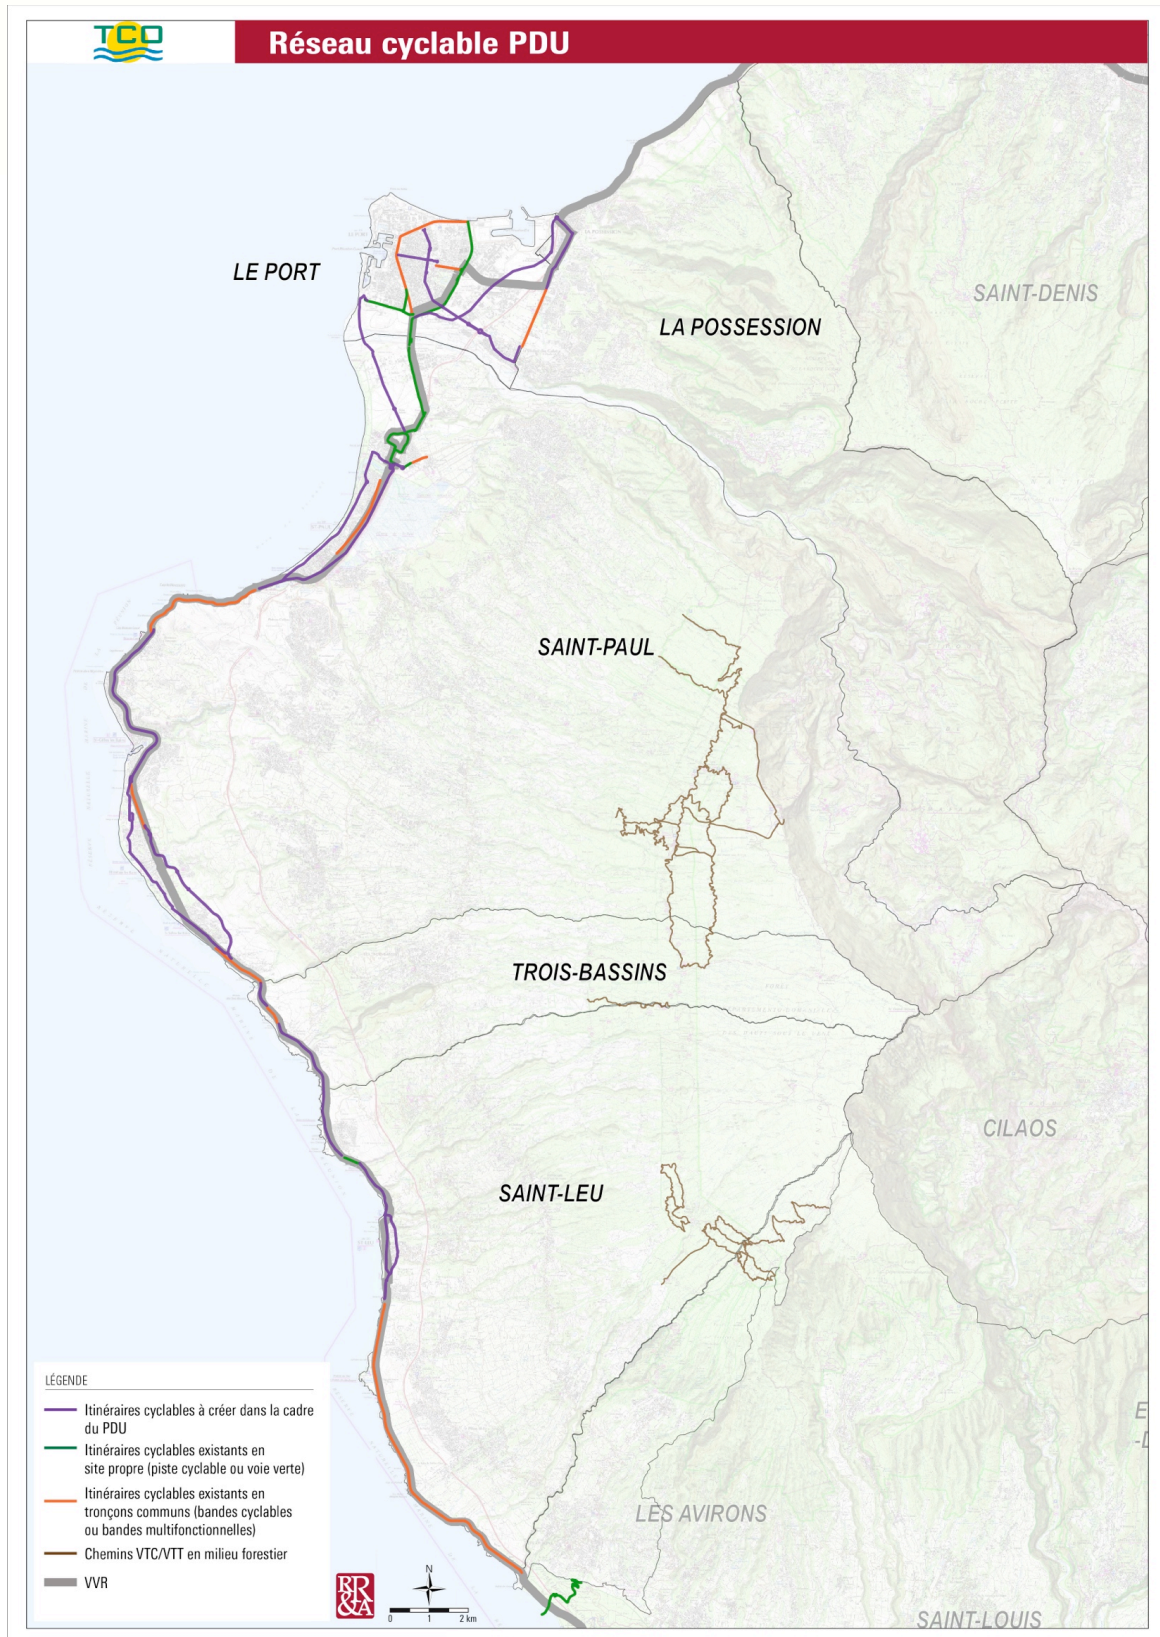 TCO
Réseau cyclable PDU
LE PORT
SAINT-DENIS
LA POSSESSION
SAINT-PAUL
TROIS-BASSINS
CILAOS
SAINT-LEU
LÉGENDE
Itinéraires cyclables à créer dans la cadre
du PDU
Itinéraires cyclables existants en
site propre (piste cyclable ou voie verte)
Itinéraires cyclables existants en
tronçons communs (bandes cyclables
ou bandes multifonctionnelles)
Chemins VTC/VTT en milieu forestier
VVR
LES AVIRONS
RR
&A
N
0 1 2 km
SAINT-LOUIS